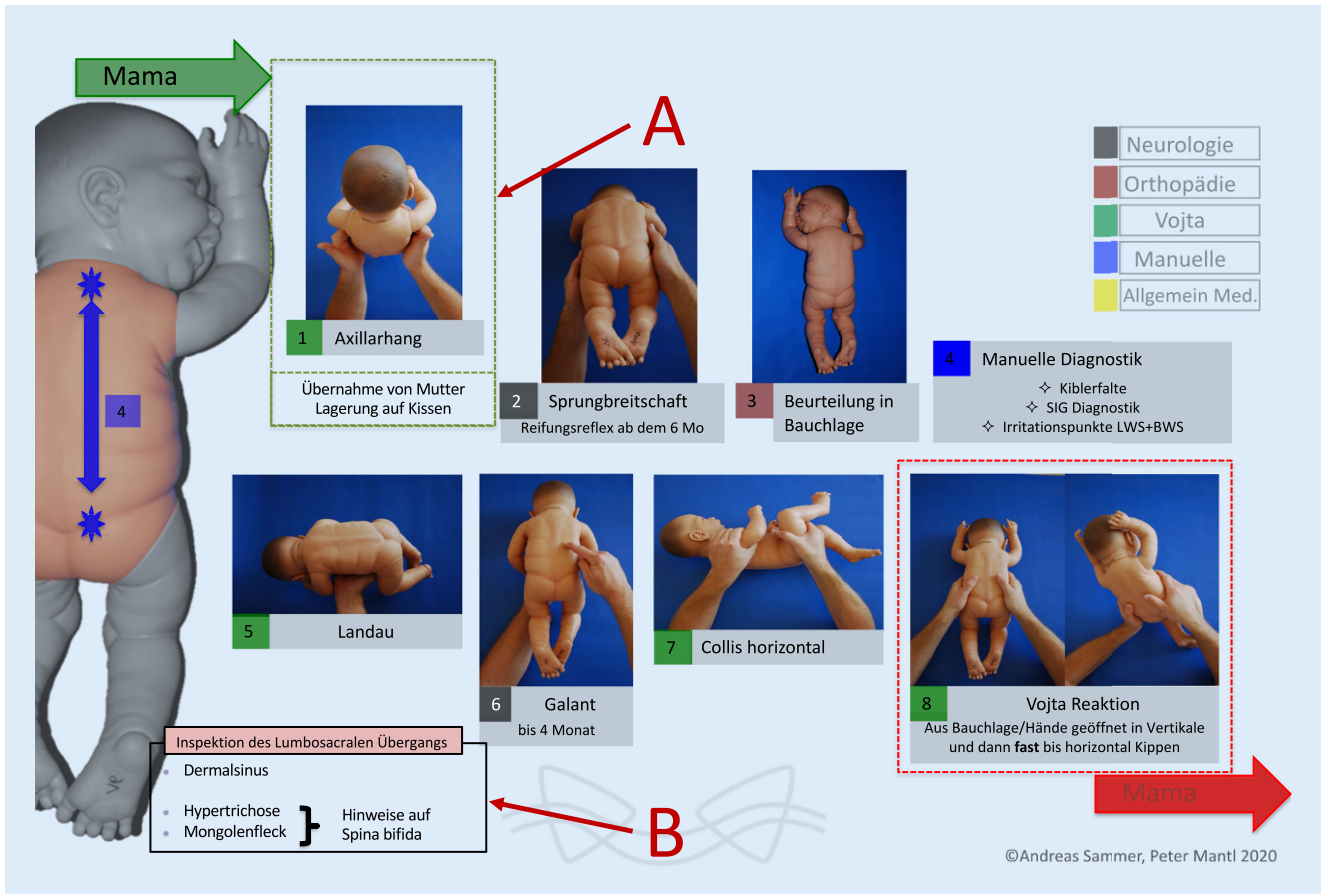 Mama
A
Neurologie
Orthopädie
Vojta
Manuelle
Allgemein Med.
1 Axillarhang
Übernahme von Mutter
Lagerung auf Kissen
2 Sprungbreitschaft
Reifungsreflex ab dem 6 Mo
3 Beurteilung in
Bauchlage
4 Manuelle Diagnostik
✧ Kiblerfalte
✧ SIG Diagnostik
✧ Irritationspunkte LWS+BWS
4
5 Landau
6 Galant
bis 4 Monat
7 Collis horizontal
8 Vojta Reaktion
Aus Bauchlage/Hände geöffnet in Vertikale
und dann fast bis horizontal Kippen
Inspektion des Lumbosacralen Übergangs
• Dermalsinus
• Hypertrichose
• Mongolenfleck
Hinweise auf
Spina bifida
B
Mama
©Andreas Sammer, Peter Mantl 2020